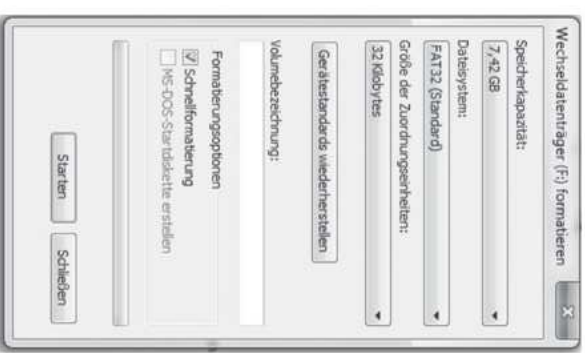 Wechseldatenträger (F:) formatieren
Speicherkapazität:
7,42 GB
Dateisystem:
FAT32 (Standard)
Größe der Zuordnungseinheiten:
32 Kilobytes
Gerätestandards wiederherstellen
Volumebezeichnung:
Formatierungsoptionen
Schnellformatierung
MS-DOS-Startdiskette erstellen
Starten
Schließen